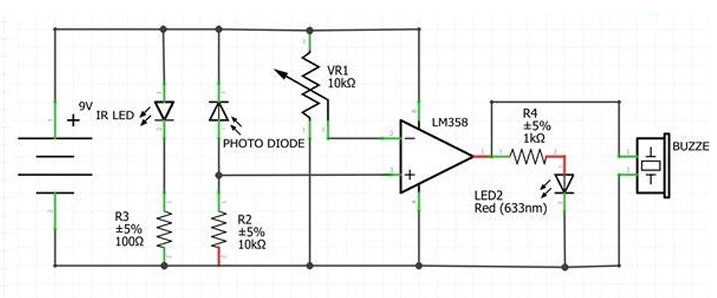 9V
+
IR LED
PHOTO DIODE
VR1
10kΩ
LM358
R4
±5%
1kΩ
BUZZE
LED2
Red (633nm)
R3
±5%
100Ω
R2
±5%
10kΩ